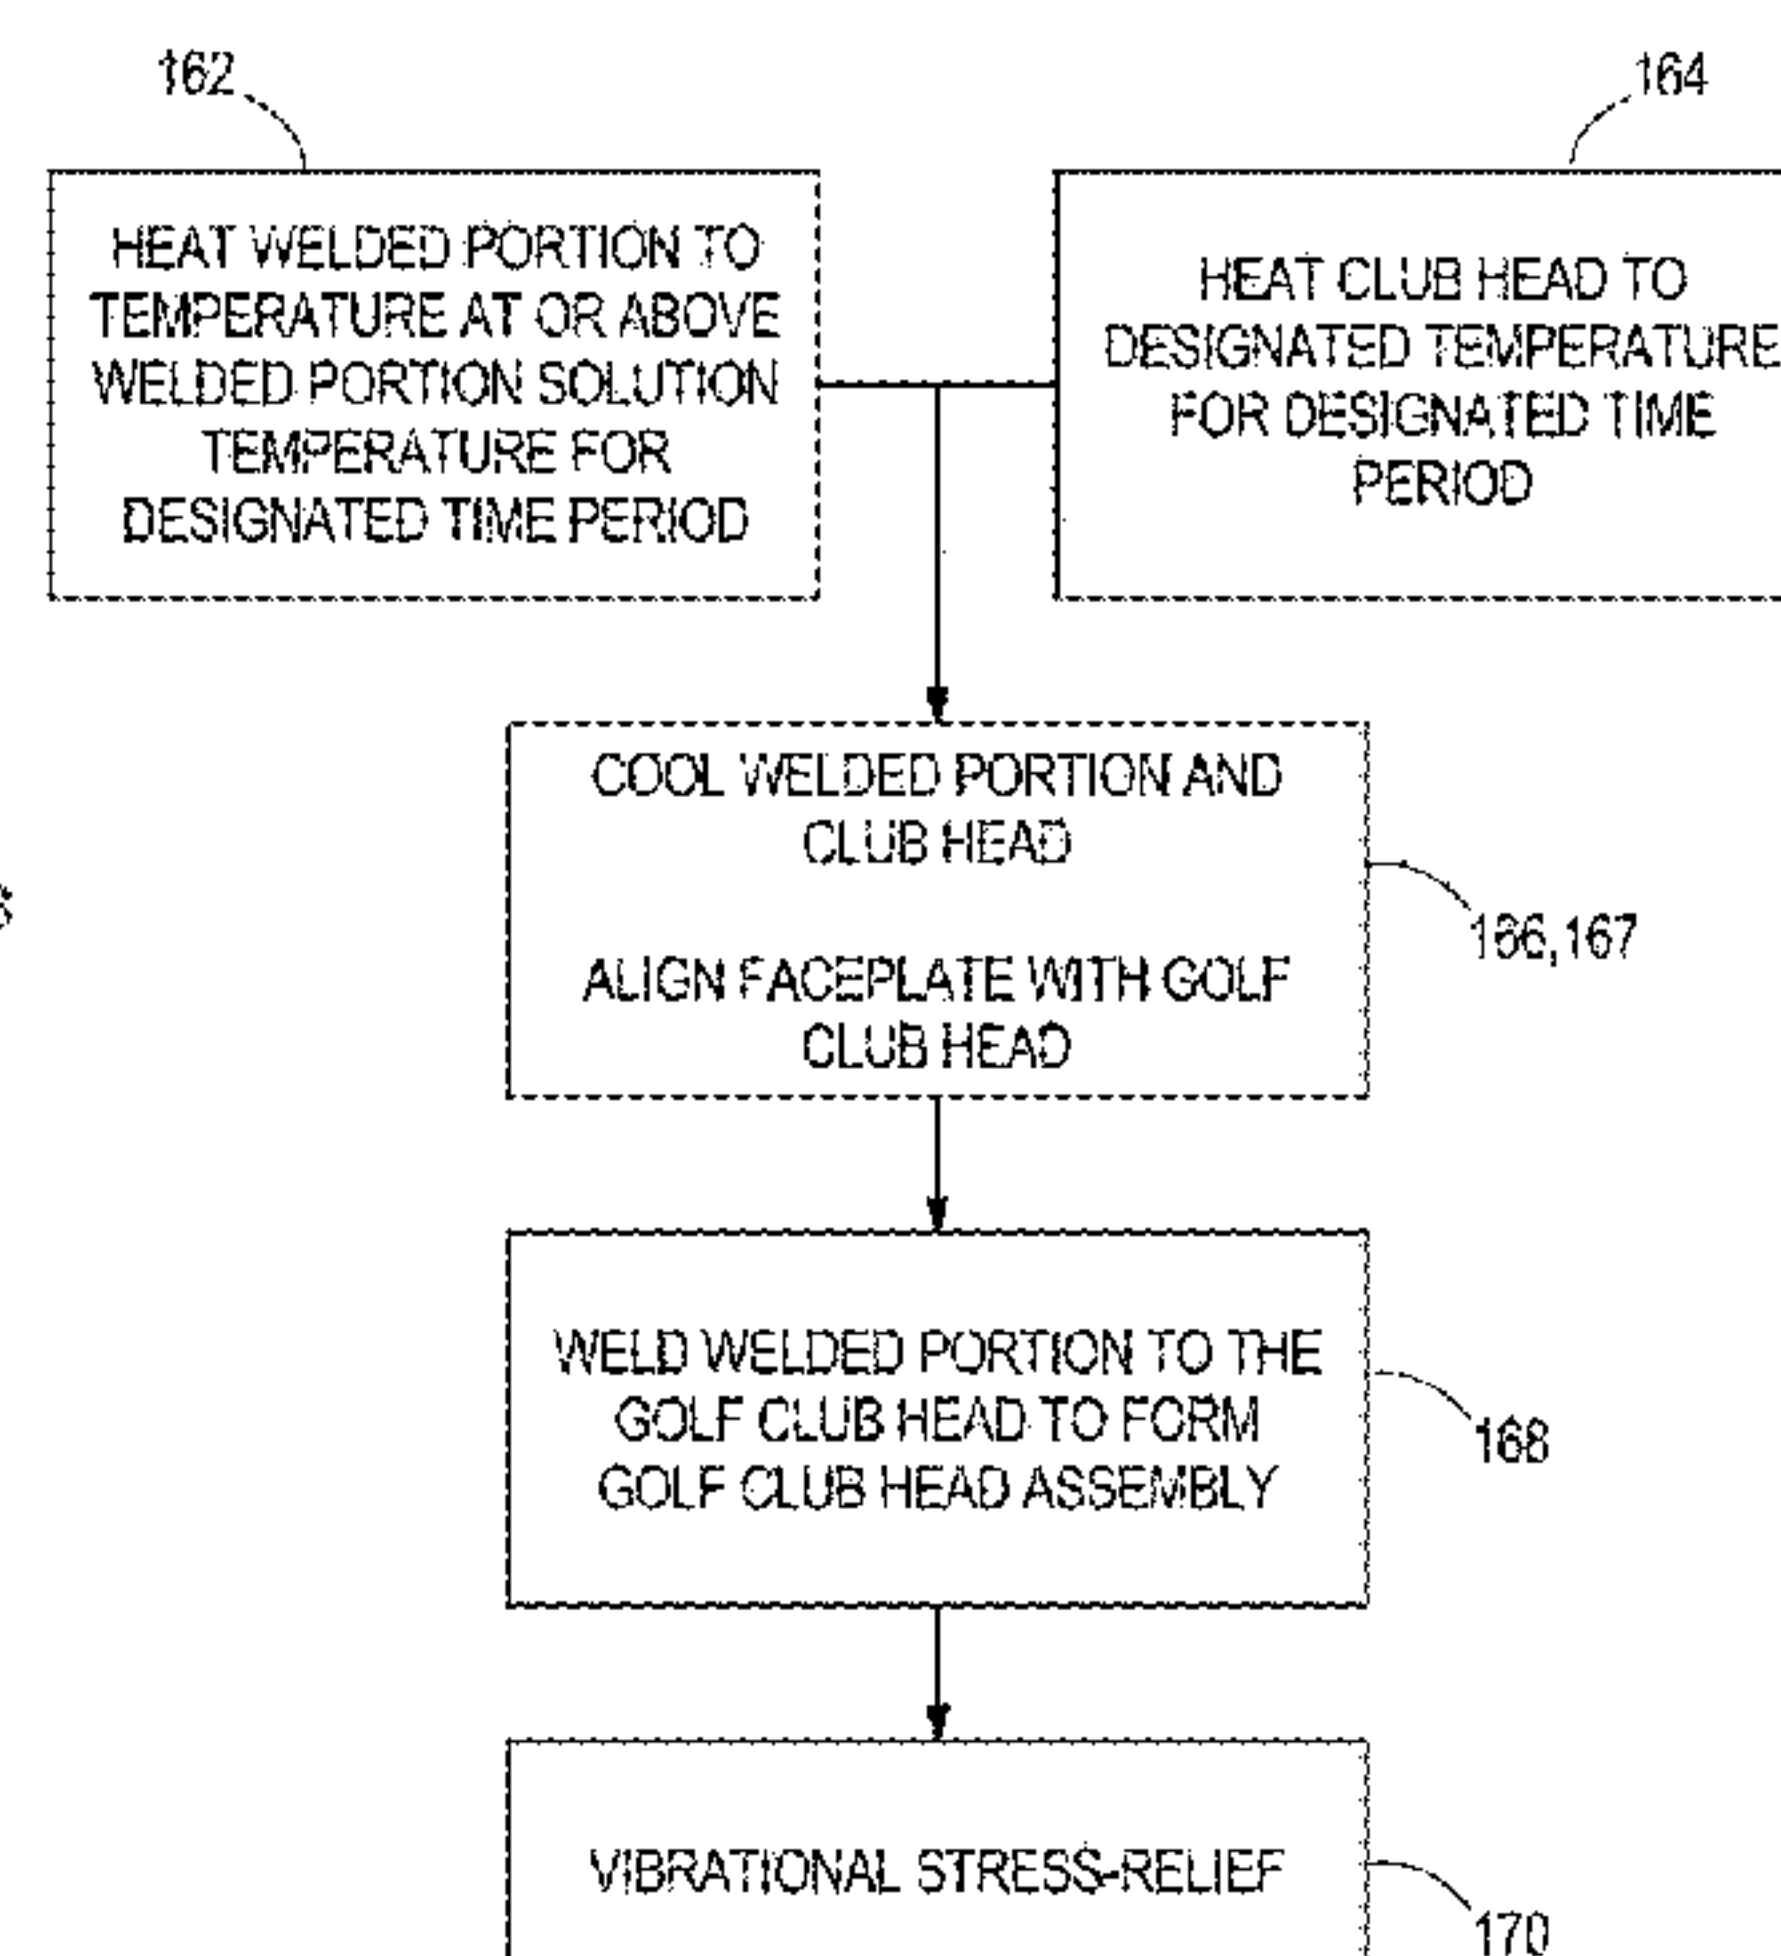 162
164
HEAT WELDED PORTION TO
TEMPERATURE AT OR ABOVE
WELDED PORTION SOLUTION
TEMPERATURE FOR
DESIGNATED TIME PERIOD
HEAT CLUB HEAD TO
DESIGNATED TEMPERATURE
FOR DESIGNATED TIME
PERIOD
COOL WELDED PORTION AND
CLUB HEAD
ALIGN FACEPLATE WITH GOLF
CLUB HEAD
166,167
WELD WELDED PORTION TO THE
GOLF CLUB HEAD TO FORM
GOLF CLUB HEAD ASSEMBLY
168
VIBRATIONAL STRESS-RELIEF
170